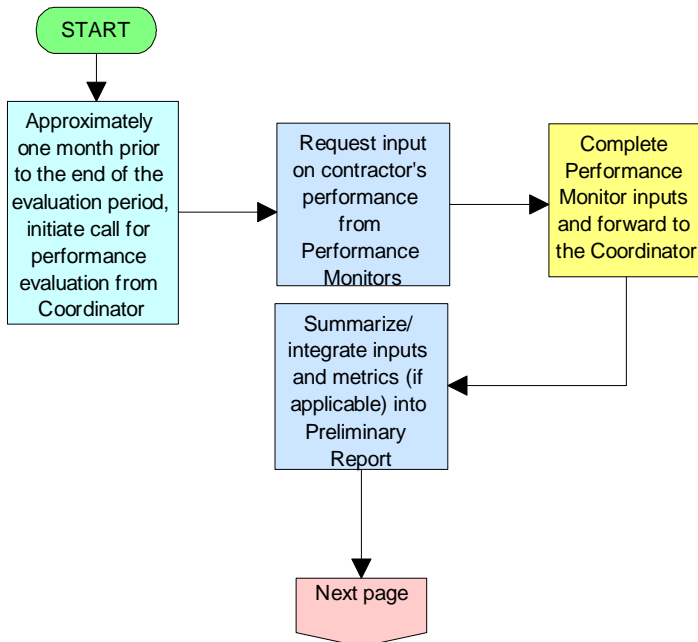 START
Approximately
one month prior
to the end of the
evaluation period,
initiate call for
performance
evaluation from
Coordinator
Request input
on contractor's
performance
from
Performance
Monitors
Complete
Performance
Monitor inputs
and forward to
the Coordinator
Summarize/
integrate inputs
and metrics (if
applicable) into
Preliminary
Report
Next page